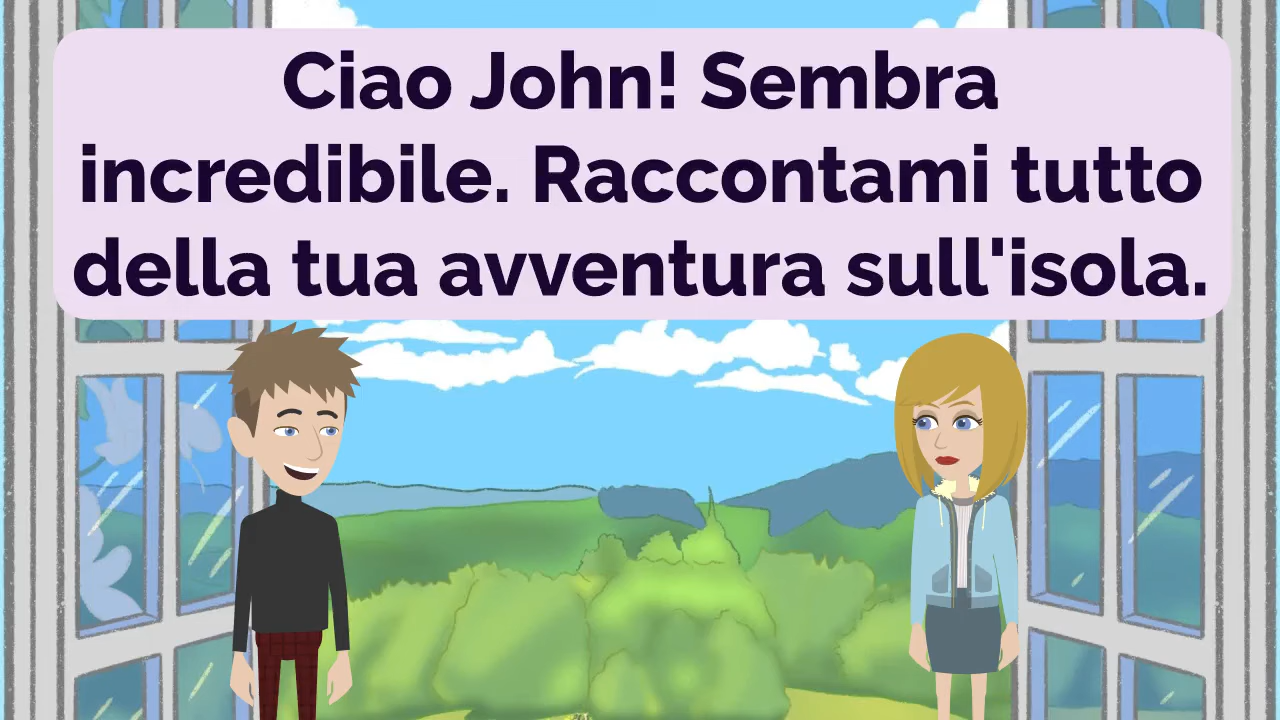 Ciao John! Sembra
incredibile. Raccontami tutto
della tua avventura sull'isola.